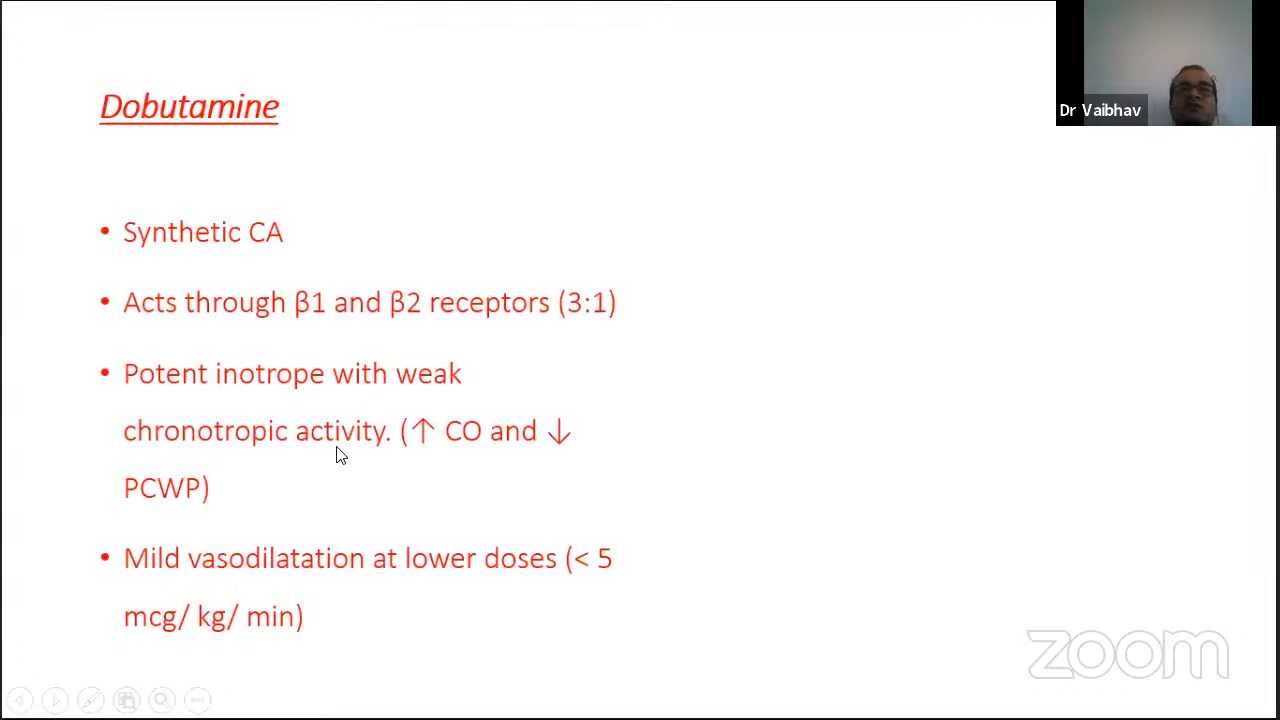 Dr Vaibhav
Dobutamine
• Synthetic CA
• Acts through β1 and β2 receptors (3:1)
• Potent inotrope with weak
chronotropic activity. (↑ CO and ↓
PCWP)
• Mild vasodilatation at lower doses (< 5
mcg/ kg/ min)
zoom